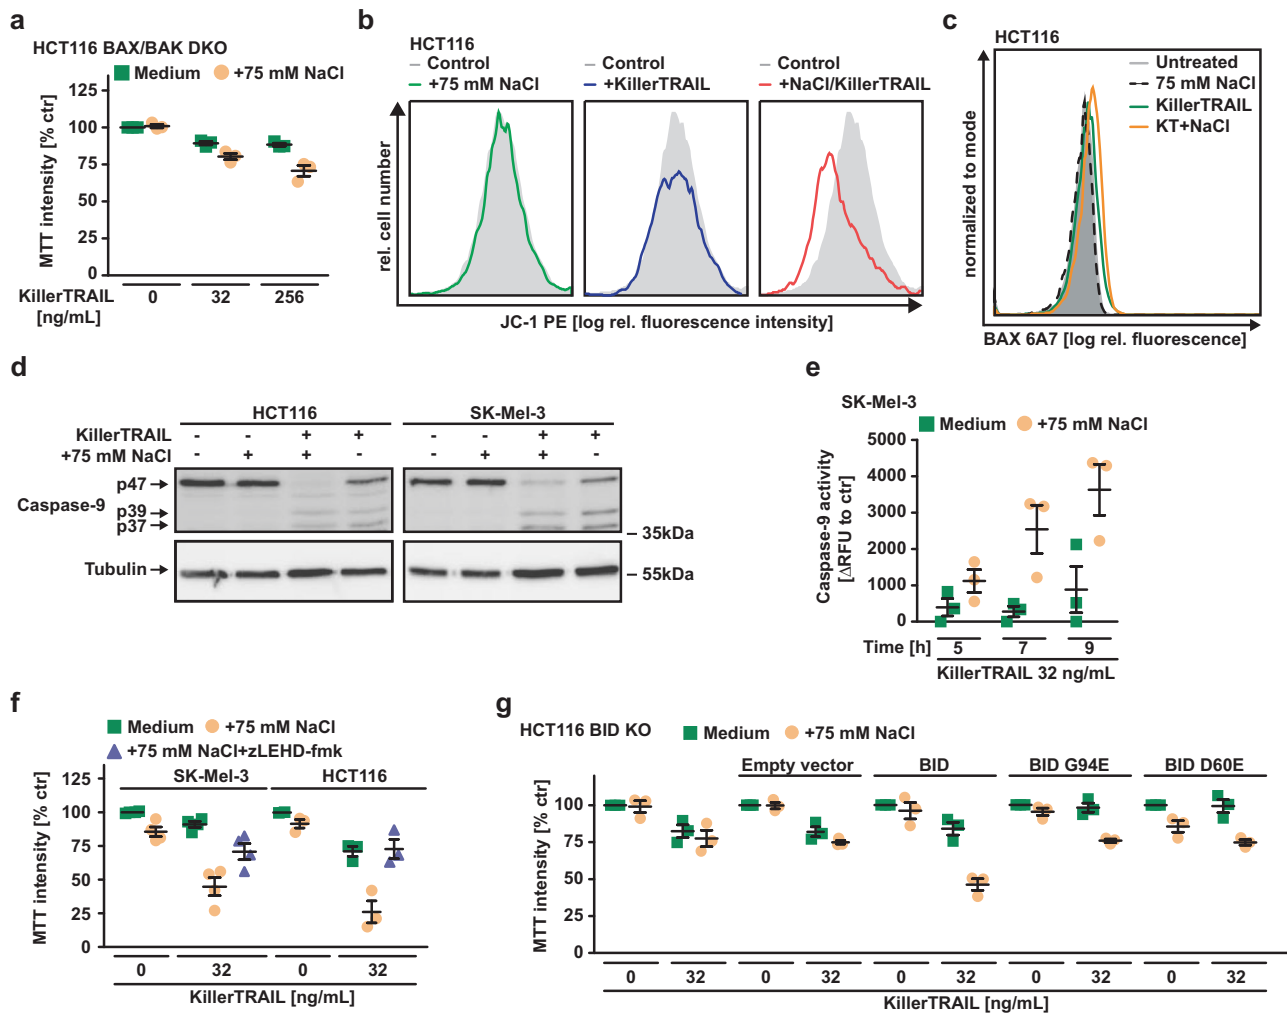 a
HCT116 BAX/BAK DKO
Medium +75 mM NaCl
MTT intensity [% ctr]
125
100
75
50
25
0
KillerTRAIL [ng/mL]
0 32 256
b
HCT116
Control
+75 mM NaCl
Control
+KillerTRAIL
Control
+NaCl/KillerTRAIL
rel. cell number
JC-1 PE [log rel. fluorescence intensity]
c
HCT116
Untreated
75 mM NaCl
KillerTRAIL
KT+NaCl
normalized to mode
BAX 6A7 [log rel. fluorescence]
d
HCT116 SK-Mel-3
KillerTRAIL - - + + - - + +
+75 mM NaCl - + + - - + + -
Caspase-9
p47
p39
p37
35kDa
Tubulin
55kDa
e
SK-Mel-3
Medium +75 mM NaCl
Caspase-9 activity
[ΔRFU to ctr]
5000
4000
3000
2000
1000
0
Time [h] 5 7 9
KillerTRAIL 32 ng/mL
f
Medium +75 mM NaCl
+75 mM NaCl+zLEHD-fmk
SK-Mel-3 HCT116
MTT intensity [% ctr]
125
100
75
50
25
0
0 32 0 32
KillerTRAIL [ng/mL]
g
HCT116 BID KO Medium +75 mM NaCl
Empty vector BID BID G94E BID D60E
MTT intensity [% ctr]
100
75
50
25
0
0 32 0 32 0 32 0 32 0 32
KillerTRAIL [ng/mL]